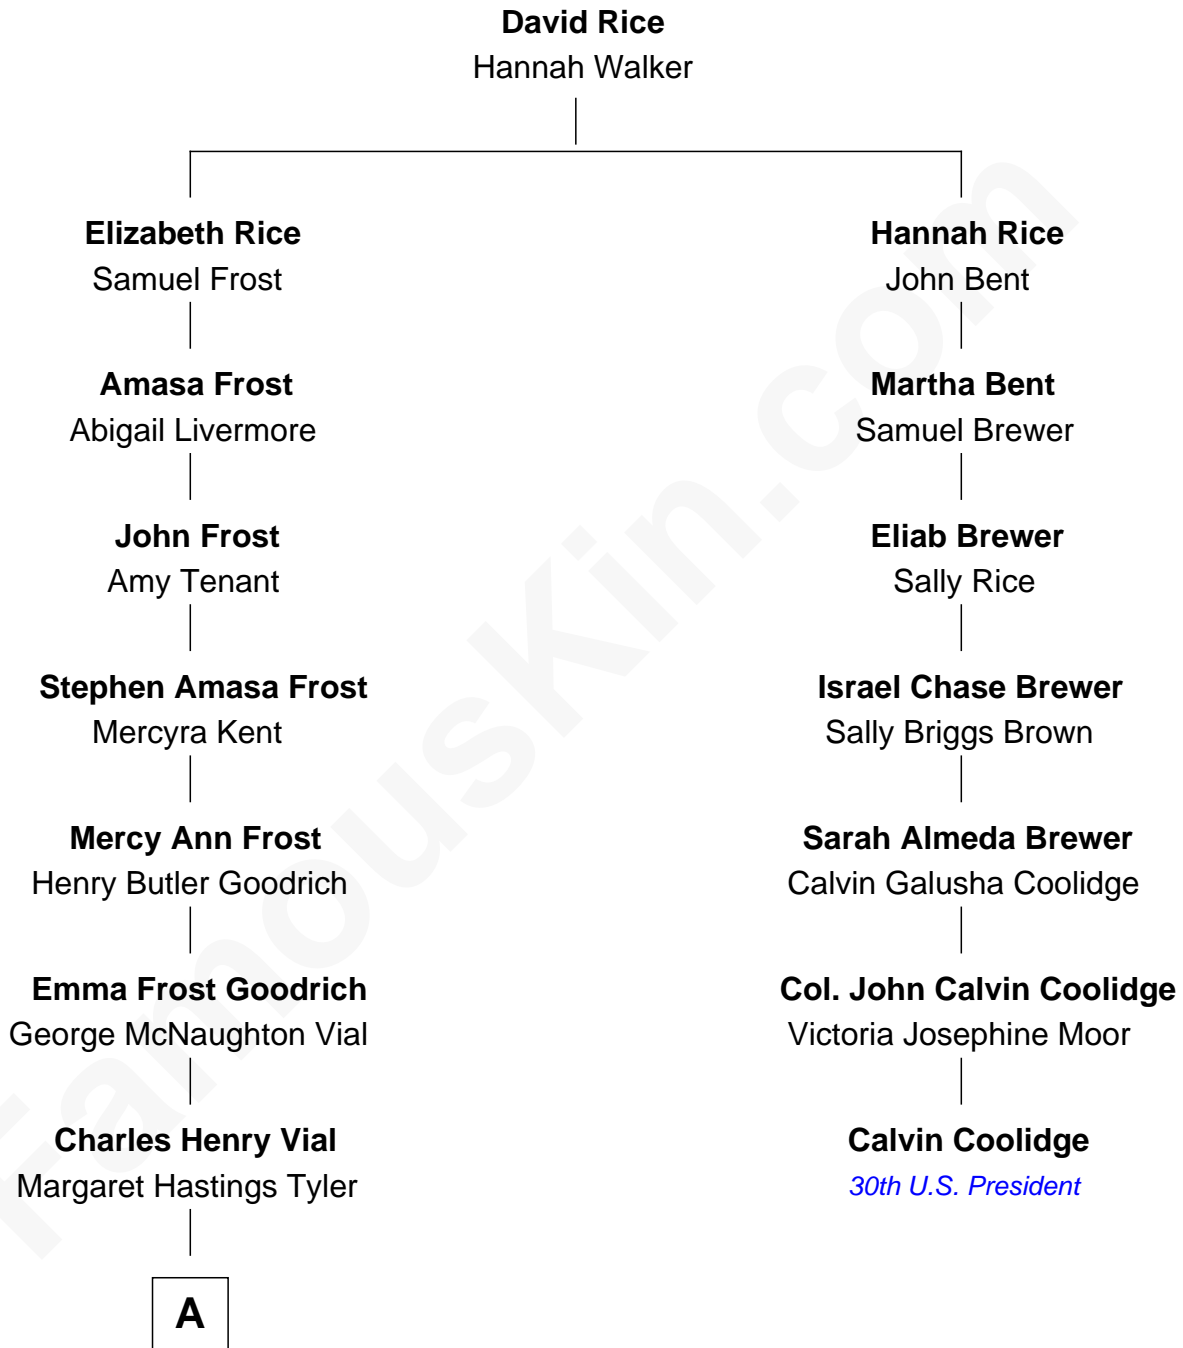 David Rice
Hannah Walker
Elizabeth Rice
Samuel Frost
Hannah Rice
John Bent
Amasa Frost
Abigail Livermore
Martha Bent
Samuel Brewer
John Frost
Amy Tenant
Eliab Brewer
Sally Rice
Stephen Amasa Frost
Mercyra Kent
Israel Chase Brewer
Sally Briggs Brown
Mercy Ann Frost
Henry Butler Goodrich
Sarah Almeda Brewer
Calvin Galusha Coolidge
Emma Frost Goodrich
George McNaughton Vial
Col. John Calvin Coolidge
Victoria Josephine Moor
Charles Henry Vial
Margaret Hastings Tyler
Calvin Coolidge
30th U.S. President
A
FamousKin.com